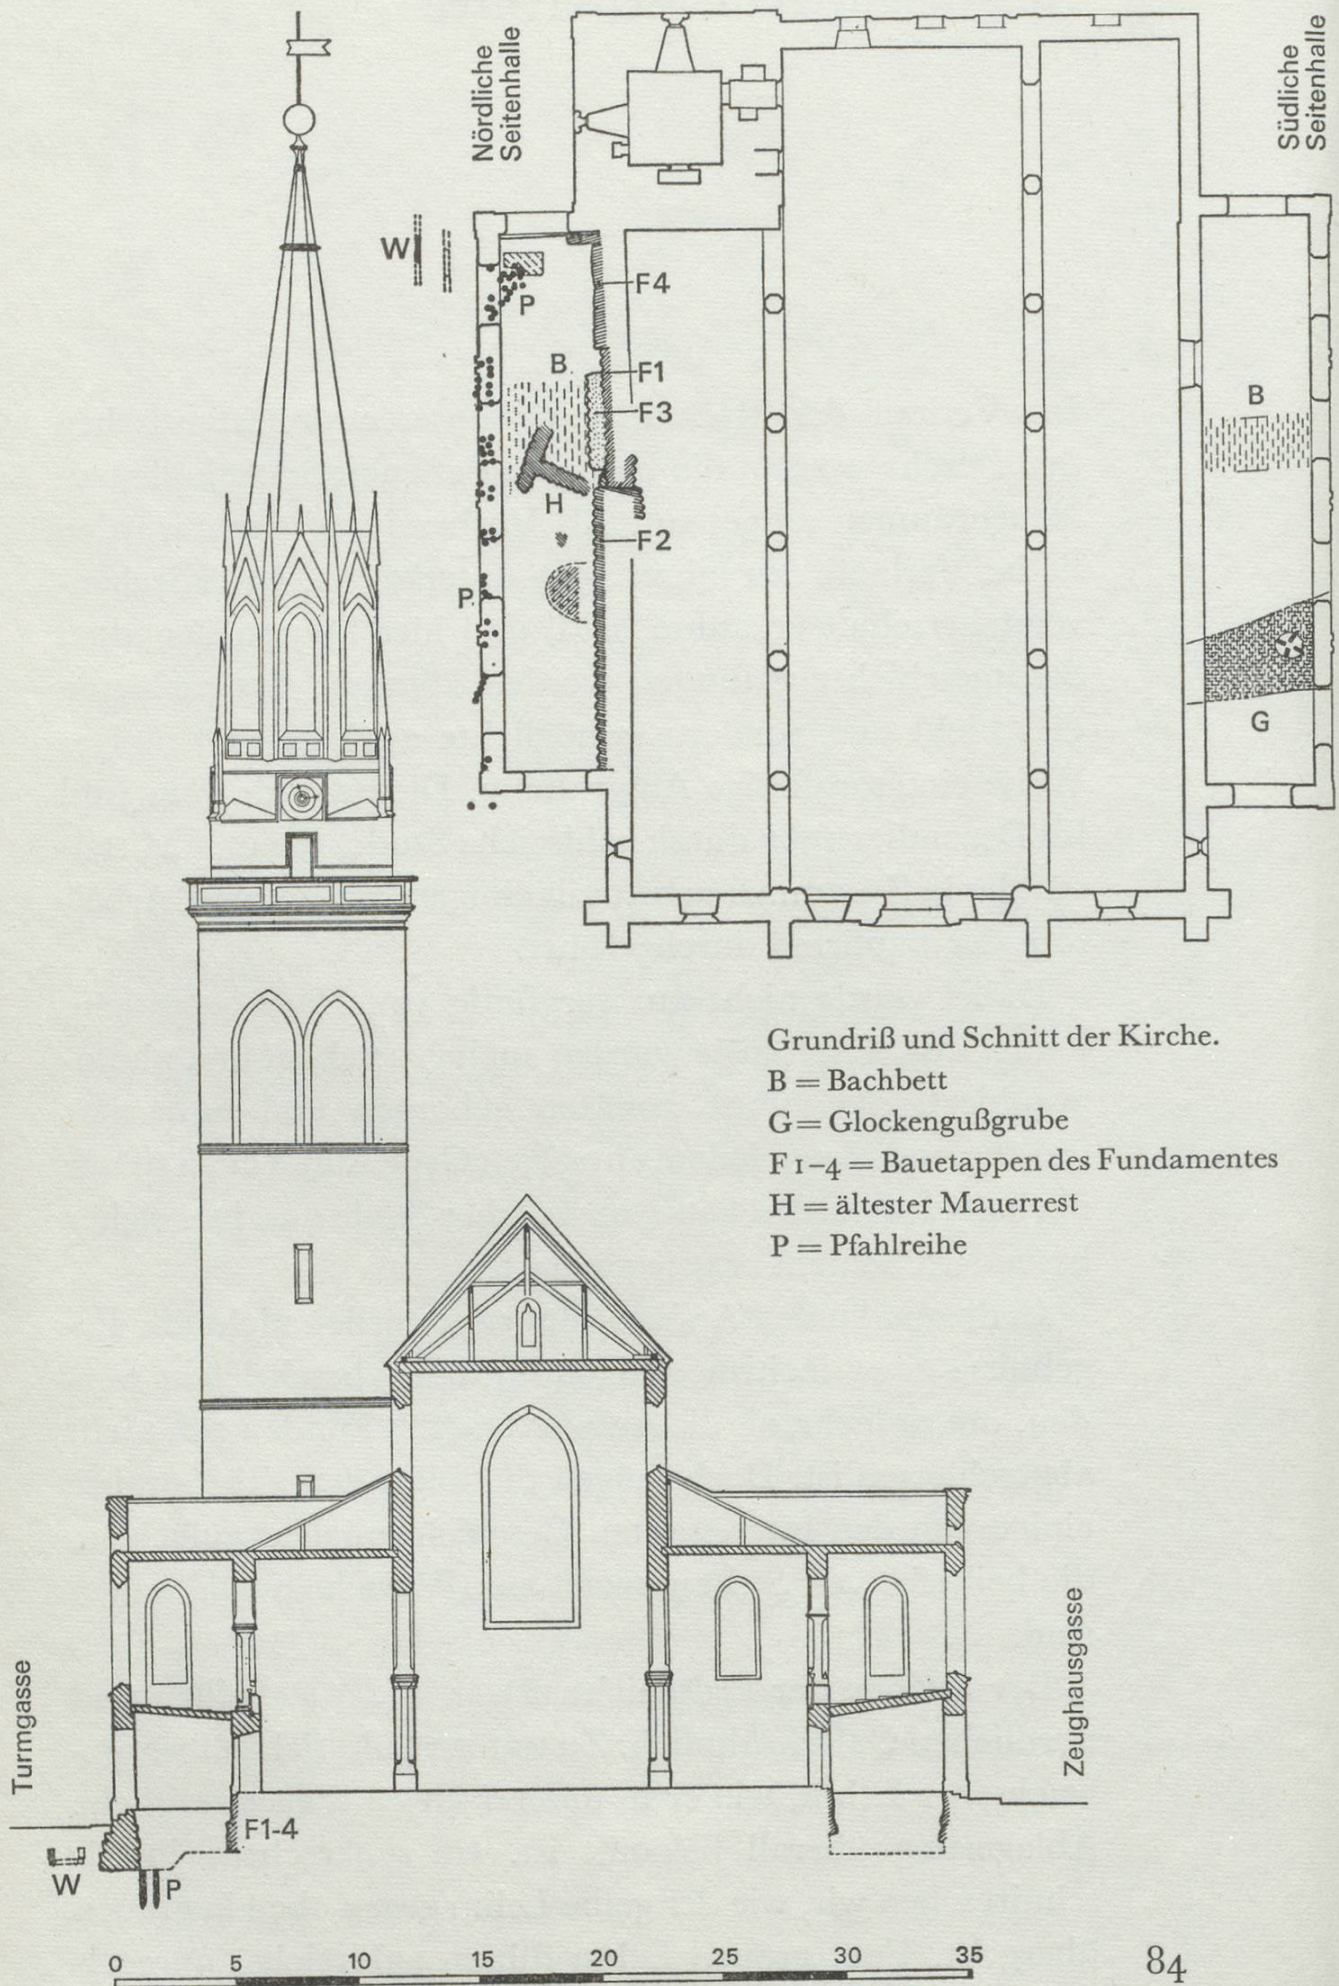 Nördliche
Seitenhalle
Südliche
Seitenhalle
W
F4
P
B
F1
F3
B
H
F2
P
G
Grundriß und Schnitt der Kirche.
B = Bachbett
G = Glockengußgrube
F 1–4 = Bauetappen des Fundamentes
H = ältester Mauerrest
P = Pfahlreihe
Turmgasse
Zeughausgasse
F1-4
W
P
0 5 10 15 20 25 30 35
84